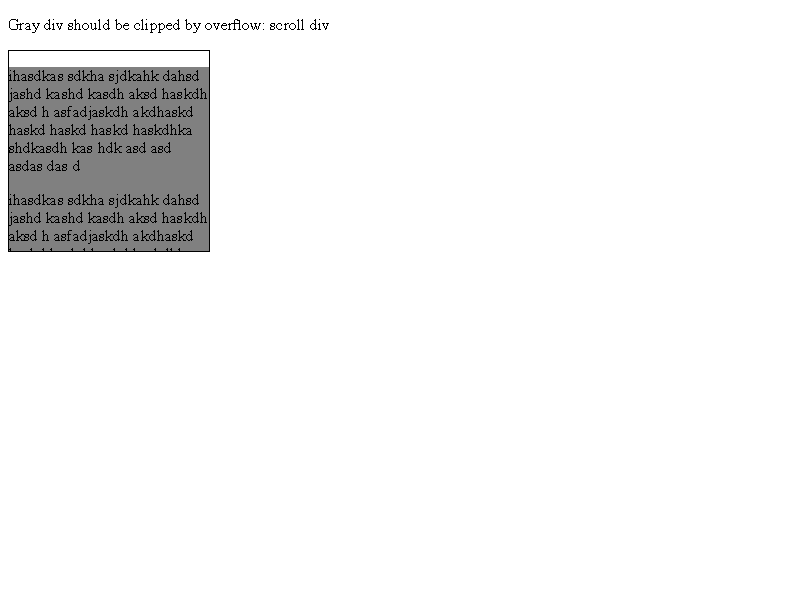 Gray div should be clipped by overflow: scroll div
ihasdkas sdkha sjdkahk dahsd
jashd kashd kasdh aksd haskdh
aksd h asfadjaskdh akdhaskd
haskd haskd haskd haskdhka
shdkasdh kas hdk asd asd
asdas das d
ihasdkas sdkha sjdkahk dahsd
jashd kashd kasdh aksd haskdh
aksd h asfadjaskdh akdhaskd